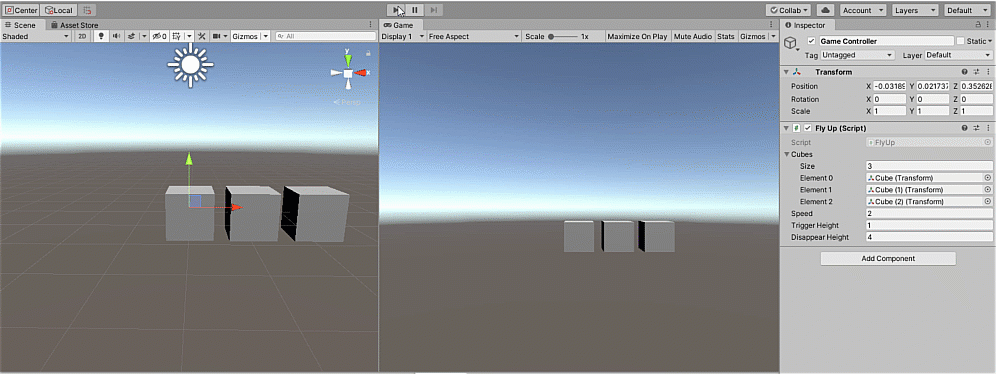 Center Local Collab Account Layers Default
Scene Asset Store Game Inspector
Shaded 2D 0 Gizmos All Display 1 Free Aspect Scale 1x Maximize On Play Mute Audio Stats Gizmos
Game Controller Static
Tag Untagged Layer Default
Transform
Position X -0.0318 Y 0.02173 Z 0.35262
Rotation X 0 Y 0 Z 0
Scale X 1 Y 1 Z 1
Fly Up (Script)
Script FlyUp
Cubes
Size 3
Element 0 Cube (Transform)
Element 1 Cube (1) (Transform)
Element 2 Cube (2) (Transform)
Speed 2
Trigger Height 1
Disappear Height 4
Add Component
y
x
Persp